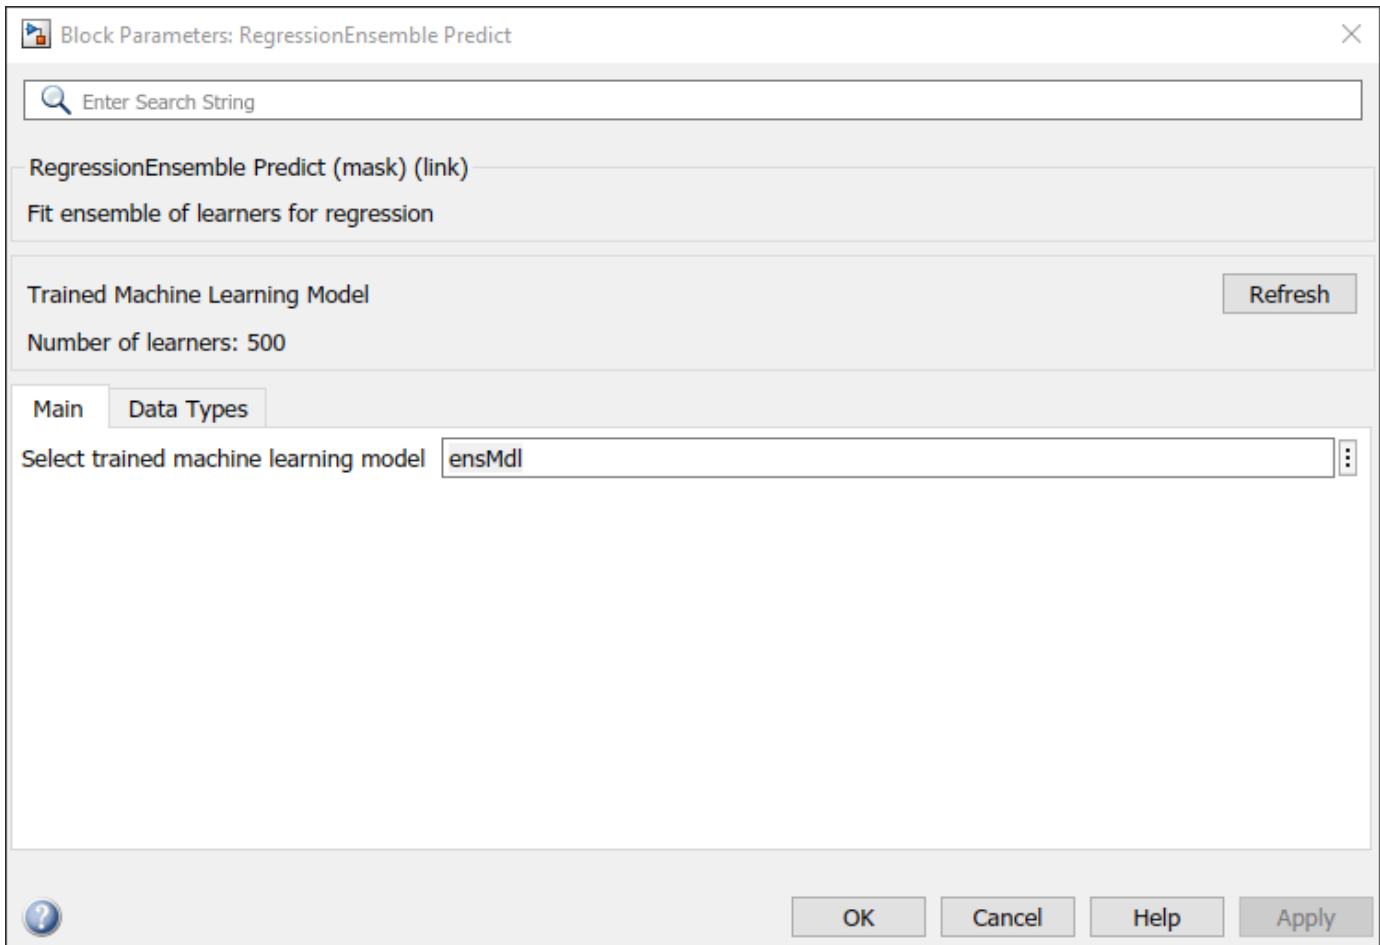 Block Parameters: RegressionEnsemble Predict
Enter Search String
RegressionEnsemble Predict (mask) (link)
Fit ensemble of learners for regression
Trained Machine Learning Model
Refresh
Number of learners: 500
Main Data Types
Select trained machine learning model ensMdl
OK Cancel Help Apply